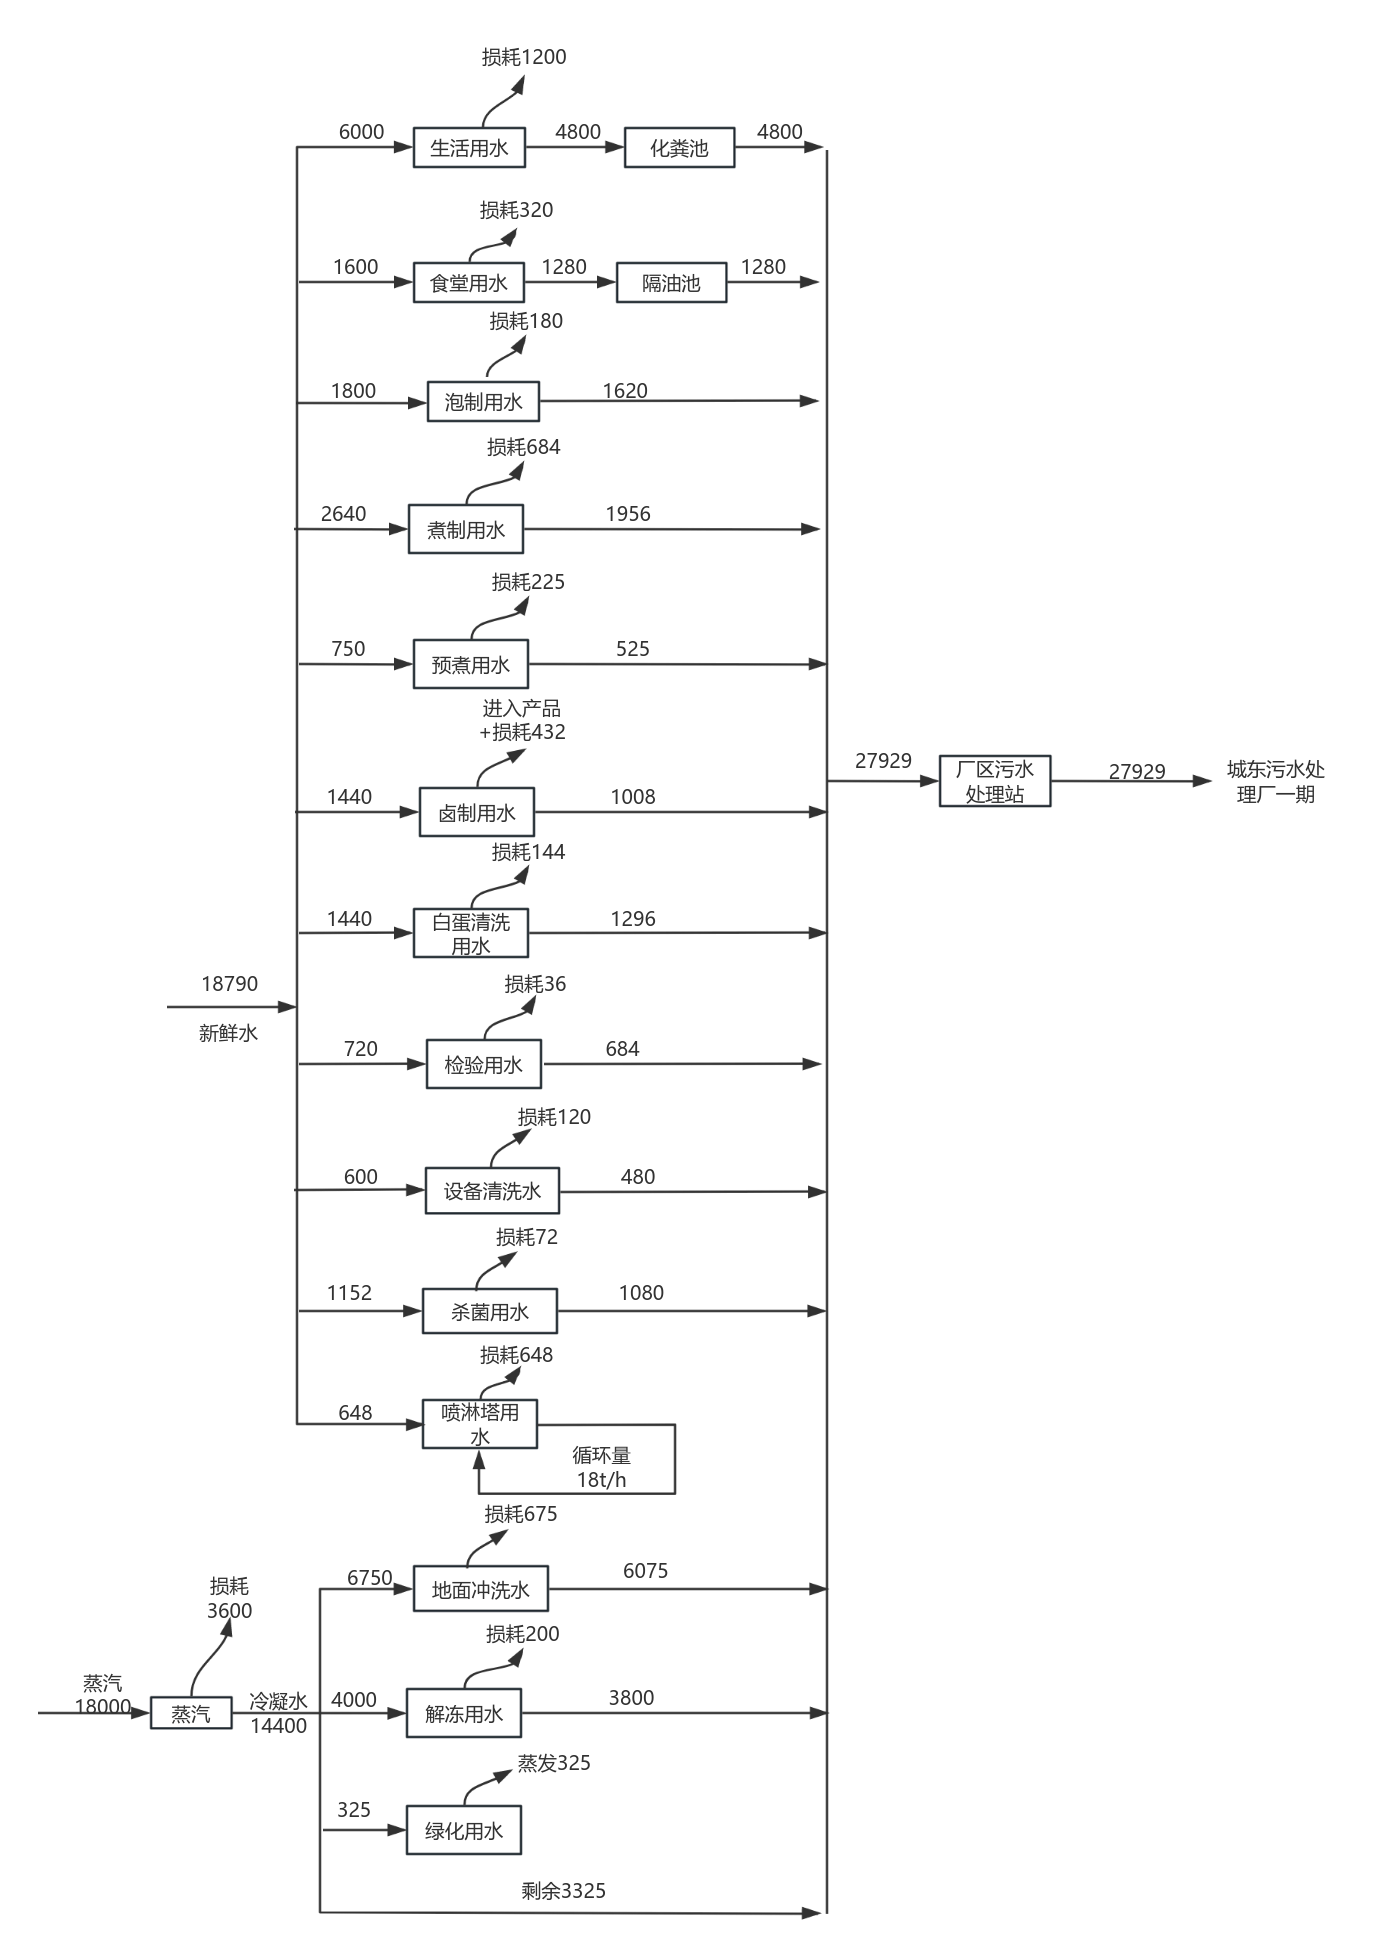 损耗1200
6000
生活用水
4800
化粪池
4800
损耗320
1600
食堂用水
1280
隔油池
1280
损耗180
1800
泡制用水
1620
损耗684
2640
煮制用水
1956
损耗225
750
预煮用水
525
进入产品
+损耗432
1440
卤制用水
1008
27929
厂区污水
处理站
27929
城东污水处
理厂一期
损耗144
1440
白蛋清洗
用水
1296
18790
新鲜水
损耗36
720
检验用水
684
损耗120
600
设备清洗水
480
损耗72
1152
杀菌用水
1080
损耗648
648
喷淋塔用
水
循环量
18t/h
损耗675
6750
地面冲洗水
6075
损耗
3600
蒸汽
18000
蒸汽
冷凝水
14400
损耗200
4000
解冻用水
3800
蒸发325
325
绿化用水
剩余3325